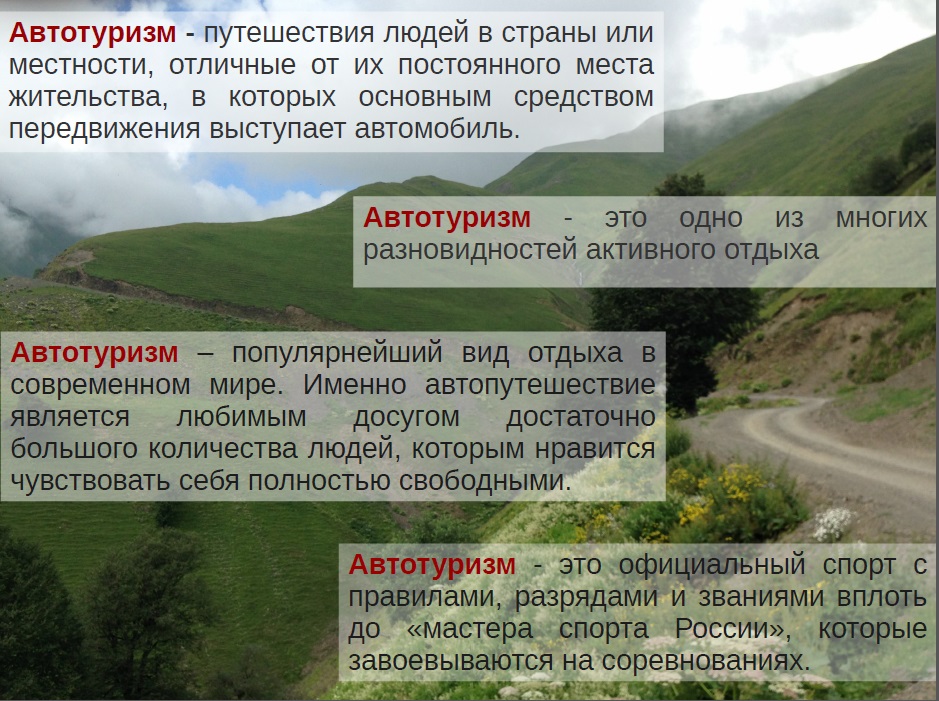 Автотуризм - путешествия людей в страны или
местности, отличные от их постоянного места
жительства, в которых основным средством
передвижения выступает автомобиль.
Автотуризм - это одно из многих
разновидностей активного отдыха
Автотуризм – популярнейший вид отдыха в
современном мире. Именно автопутешествие
является любимым досугом достаточно
большого количества людей, которым нравится
чувствовать себя полностью свободными.
Автотуризм - это официальный спорт с
правилами, разрядами и званиями вплоть
до «мастера спорта России», которые
завоевываются на соревнованиях.